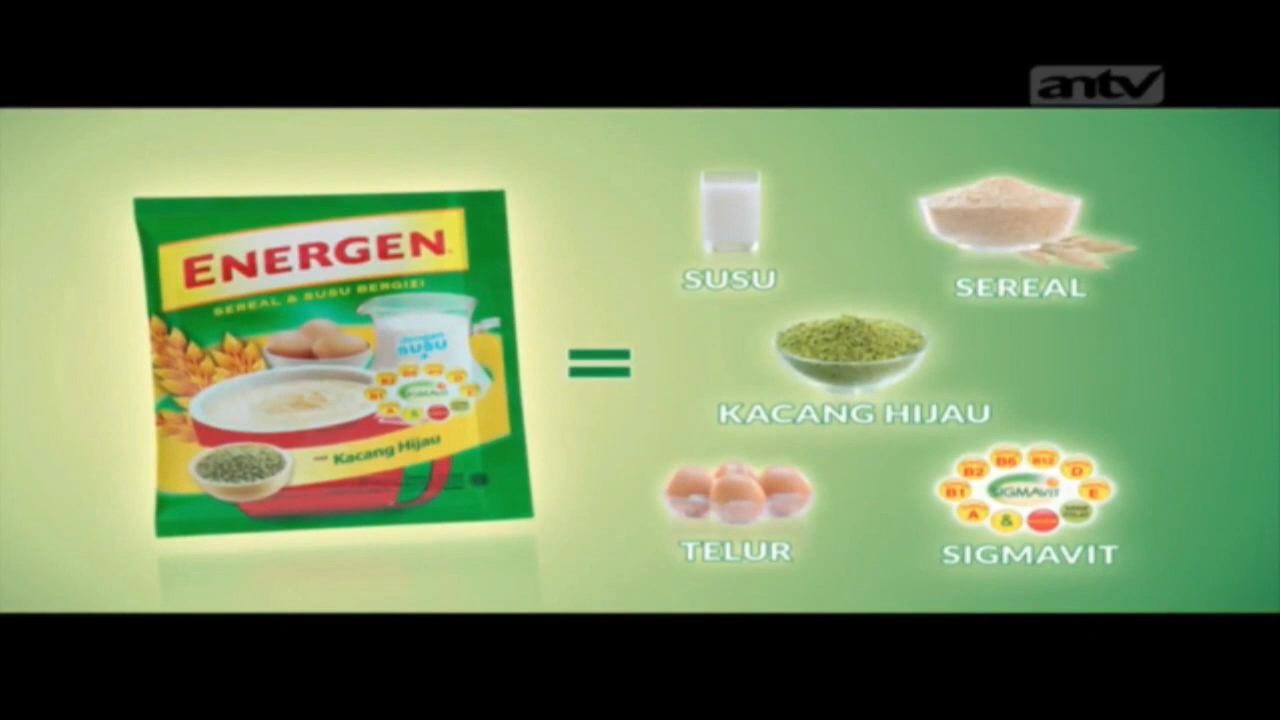 antv
ENERGEN
SEREAL & SUSU BERGIZI
dengan
SUSU
Kacang Hijau
=
SUSU
SEREAL
KACANG HIJAU
TELUR
B1
B2
B6
B12
D
E
A
&
SIGMAVIT
SIGMAVIT